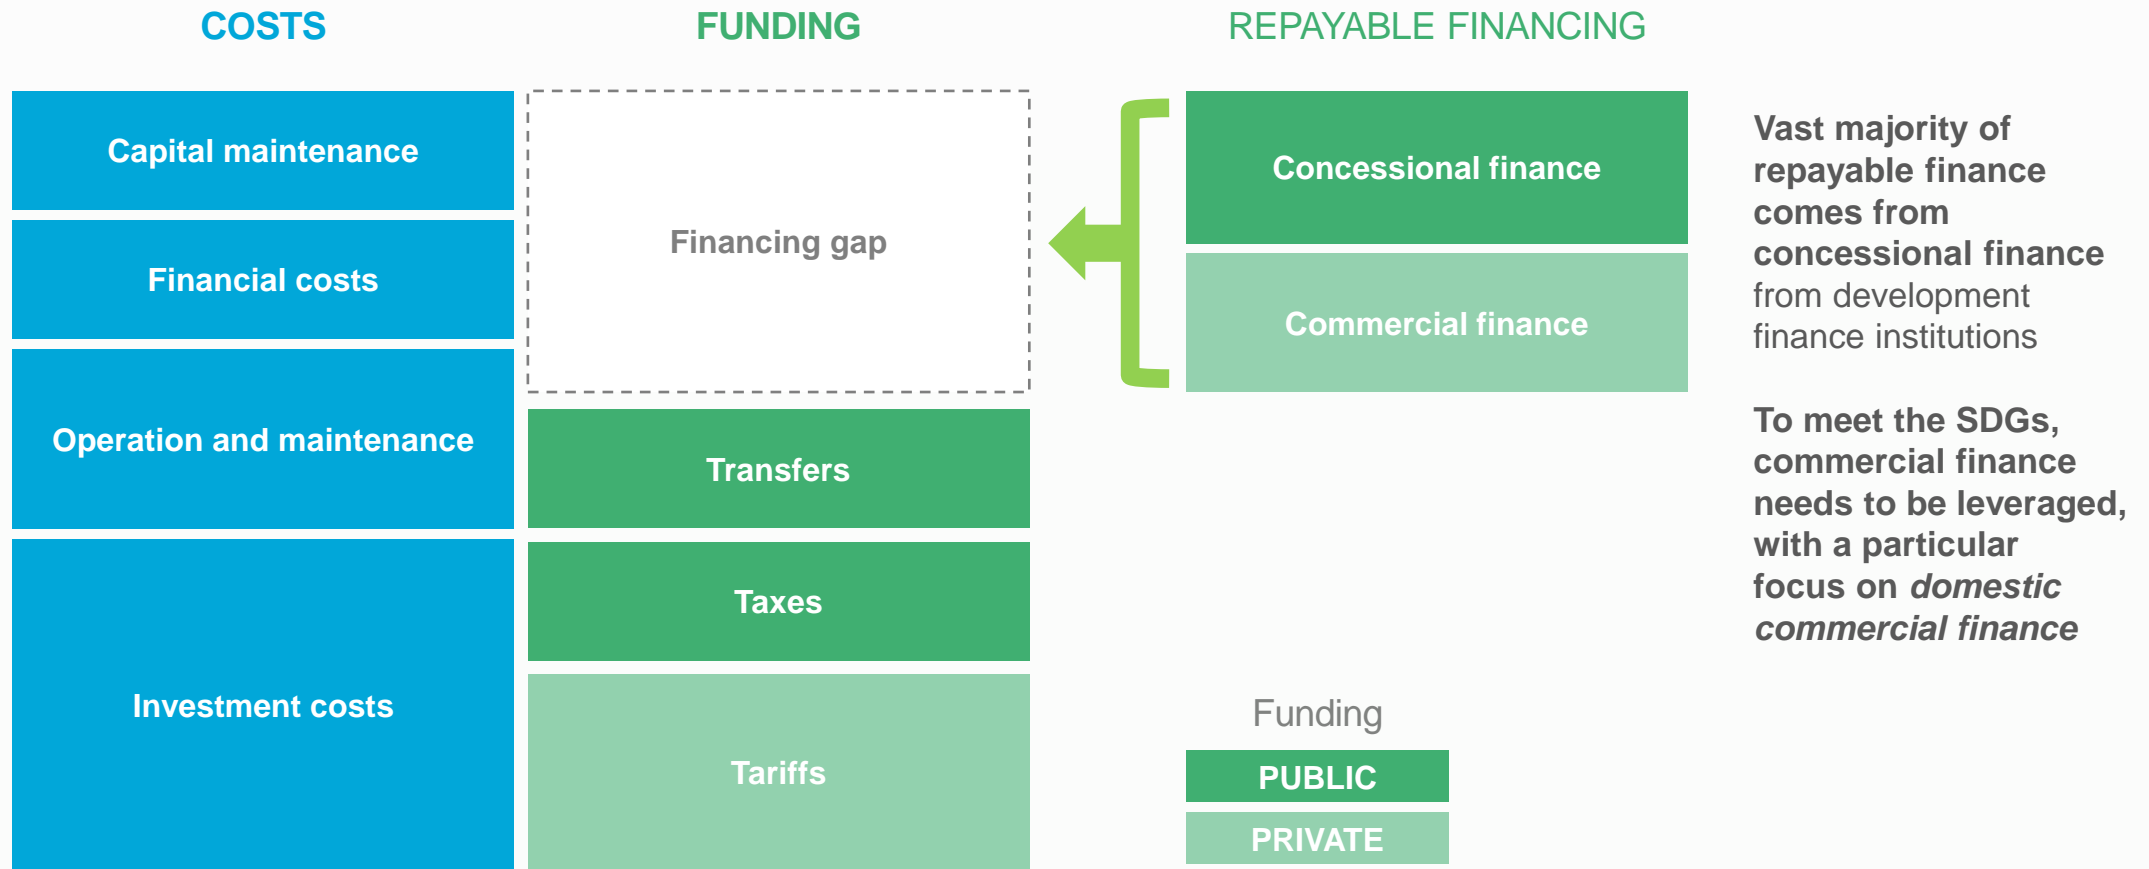 COSTS
Capital maintenance
Financial costs
Operation and maintenance
Investment costs
FUNDING
Financing gap
Transfers
Taxes
Tariffs
REPAYABLE FINANCING
Concessional finance
Commercial finance
Vast majority of
repayable finance
comes from
concessional finance
from development
finance institutions
To meet the SDGs,
commercial finance
needs to be leveraged,
with a particular
focus on domestic
commercial finance
Funding
PUBLIC
PRIVATE